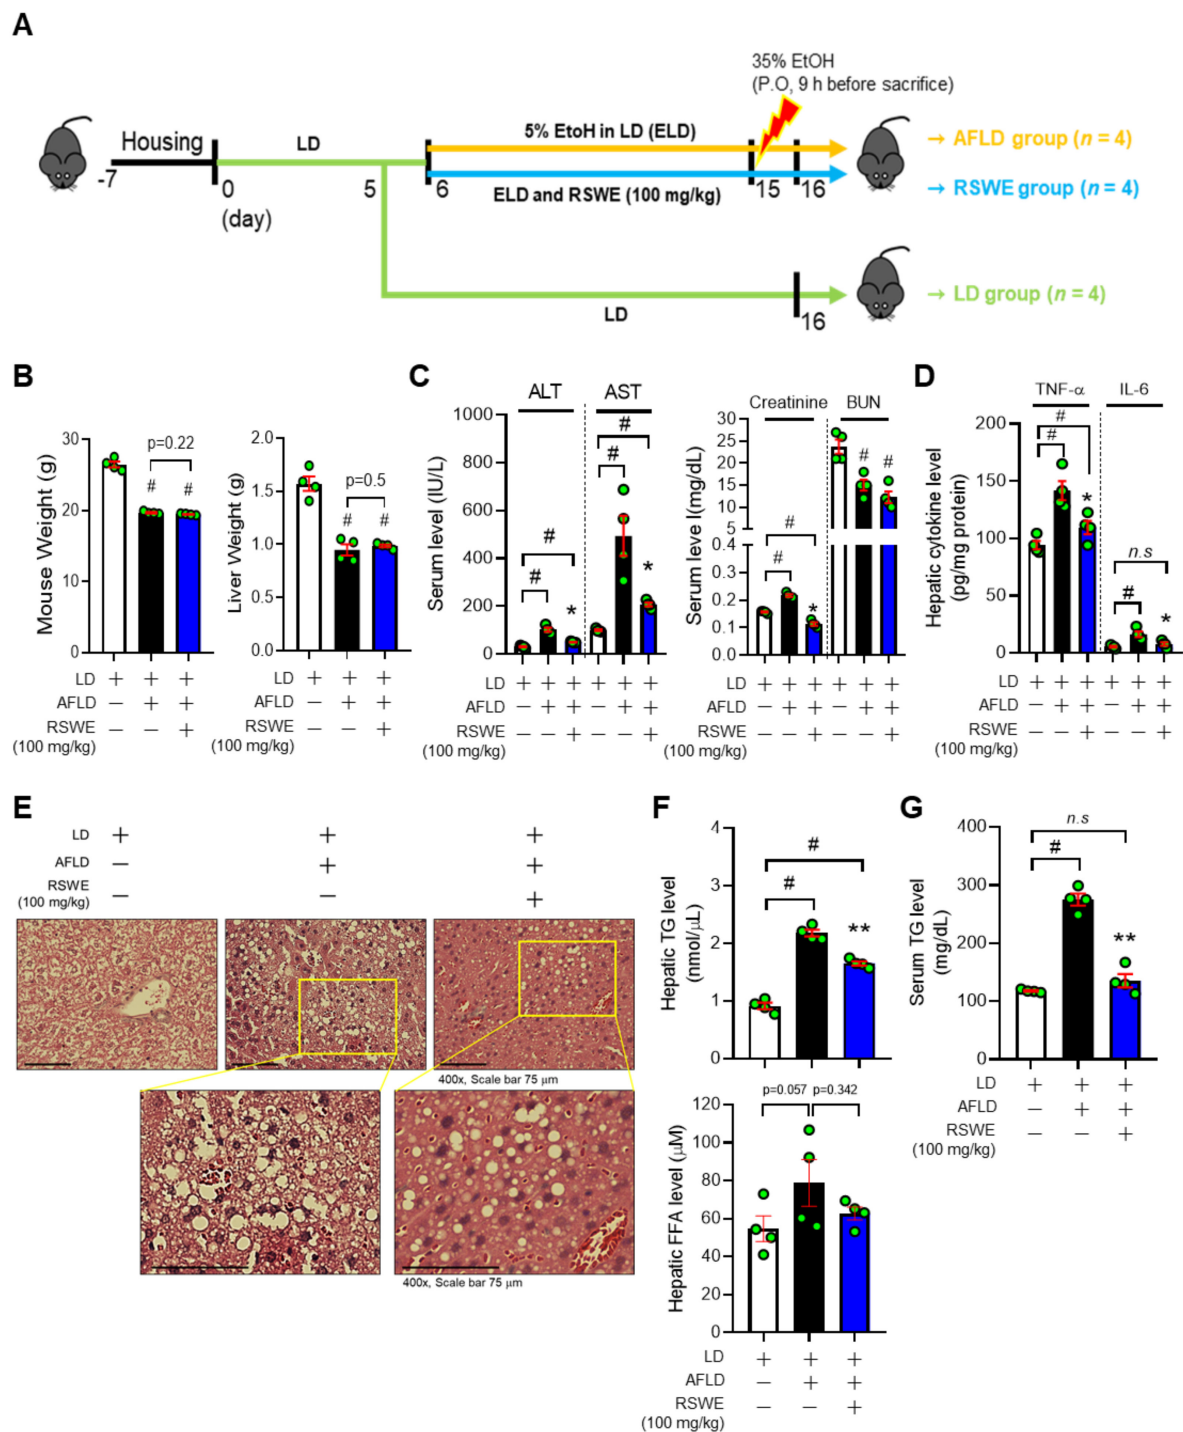 A
35% EtOH
(P.O, 9 h before sacrifice)
Housing
LD
5% EtoH in LD (ELD)
→ AFLD group (n = 4)
-7
0
5
6
15
16
→ RSWE group (n = 4)
(day)
ELD and RSWE (100 mg/kg)
→ LD group (n = 4)
LD
16
B
Mouse Weight (g)
30
20
10
0
p=0.22
#
#
LD + + +
AFLD – + +
RSWE – – +
(100 mg/kg)
Liver Weight (g)
2.0
1.5
1.0
0.5
0.0
p=0.5
#
#
LD + + +
AFLD – + +
RSWE – – +
(100 mg/kg)
C
ALT
AST
Serum level (IU/L)
1000
800
600
400
200
0
#
#
*
#
#
*
LD + + + + + +
AFLD – + + – + +
RSWE – – + – – +
(100 mg/kg)
Creatinine
BUN
Serum leve l(mg/dL)
30
25
20
15
10
5
0.4
0.3
0.2
0.1
0.0
#
#
*
#
#
LD + + + + + +
AFLD – + + – + +
RSWE – – + – – +
(100 mg/kg)
D
TNF-α
IL-6
Hepatic cytokine level
(pg/mg protein)
200
150
100
50
0
#
#
*
n.s
#
*
LD + + + + + +
AFLD – + + – + +
RSWE – – + – – +
(100 mg/kg)
E
LD + + +
AFLD – + +
RSWE – – +
(100 mg/kg)
400x, Scale bar 75 μm
400x, Scale bar 75 μm
F
Hepatic TG level
(nmol/μL)
4
3
2
1
0
#
#
**
Hepatic FFA level (μM)
120
100
80
60
40
20
0
p=0.057
p=0.342
LD + + +
AFLD – + +
RSWE – – +
(100 mg/kg)
G
Serum TG level
(mg/dL)
400
300
200
100
0
n.s
#
**
LD + + +
AFLD – + +
RSWE – – +
(100 mg/kg)